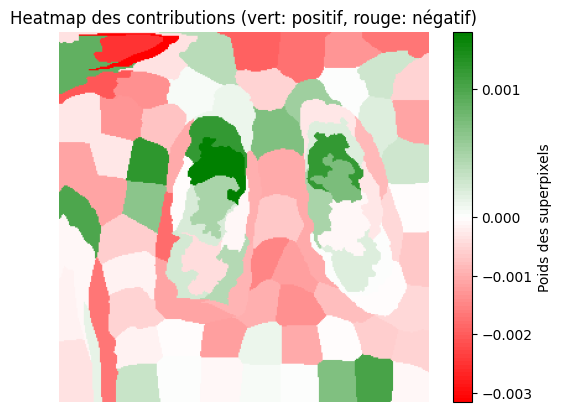 Heatmap des contributions (vert: positif, rouge: négatif)
0.001
0.000
−0.001
−0.002
−0.003
Poids des superpixels